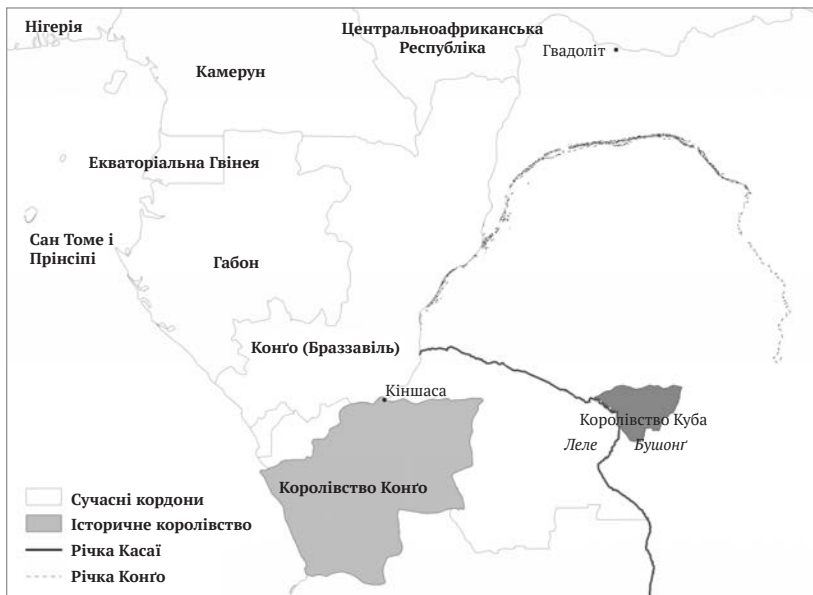 Нігерія
Центральноафриканська
Республіка
Гвадоліт
Камерун
Екваторіальна Гвінея
Сан Томе і
Прінсіпі
Габон
Конґо (Браззавіль)
Кіншаса
Королівство Куба
Леле
Бушонґ
Королівство Конґо
Сучасні кордони
Історичне королівство
Річка Касаї
Річка Конґо